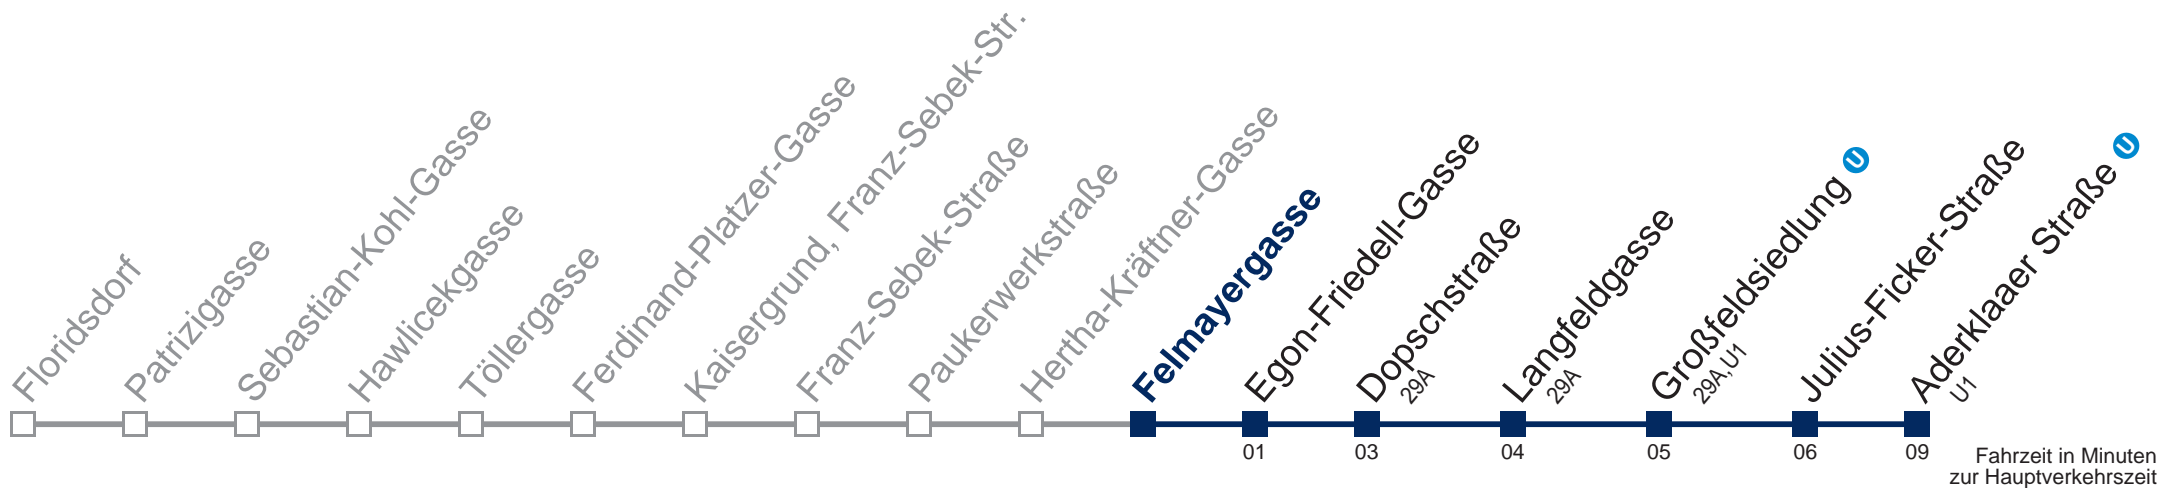 Floridsdorf
Patrizigasse
Sebastian-Kohl-Gasse
Hawlicekgasse
Töllergasse
Ferdinand-Platzer-Gasse
Kaisergrund, Franz-Sebek-Str.
Franz-Sebek-Straße
Paukerwerkstraße
Hertha-Kräftner-Gasse
Felmayergasse
Egon-Friedell-Gasse
Dopschstraße
29A
Langfeldgasse
29A
Großfeldsiedlung U
29A, U1
Julius-Ficker-Straße
Aderklaaer Straße U
U1
01 03 04 05 06 09
Fahrzeit in Minuten
zur Hauptverkehrszeit